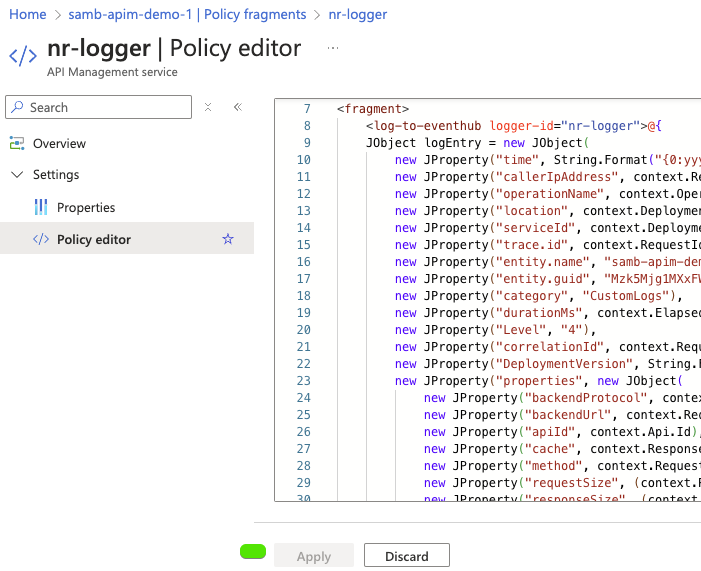 Home > samb-apim-demo-1 | Policy fragments > nr-logger
nr-logger | Policy editor ...
API Management service
Search
Overview
Settings
Properties
Policy editor
7 <fragment>
8 <log-to-eventhub logger-id="nr-logger">@{
9 JObject logEntry = new JObject(
10 new JProperty("time", String.Format("{0:yyy
11 new JProperty("callerIpAddress", context.Re
12 new JProperty("operationName", context.Oper
13 new JProperty("location", context.Deploymen
14 new JProperty("serviceId", context.Deployme
15 new JProperty("trace.id", context.RequestId
16 new JProperty("entity.name", "samb-apim-dem
17 new JProperty("entity.guid", "Mzk5Mjg1MXxFW
18 new JProperty("category", "CustomLogs"),
19 new JProperty("durationMs", context.Elapsed
20 new JProperty("Level", "4"),
21 new JProperty("correlationId", context.Requ
22 new JProperty("DeploymentVersion", String.F
23 new JProperty("properties", new JObject(
24 new JProperty("backendProtocol", contex
25 new JProperty("backendUrl", context.Req
26 new JProperty("apiId", context.Api.Id),
27 new JProperty("cache", context.Response
28 new JProperty("method", context.Request
29 new JProperty("requestSize", (context.R
30 new JProperty("responseSize", (context.
Apply
Discard